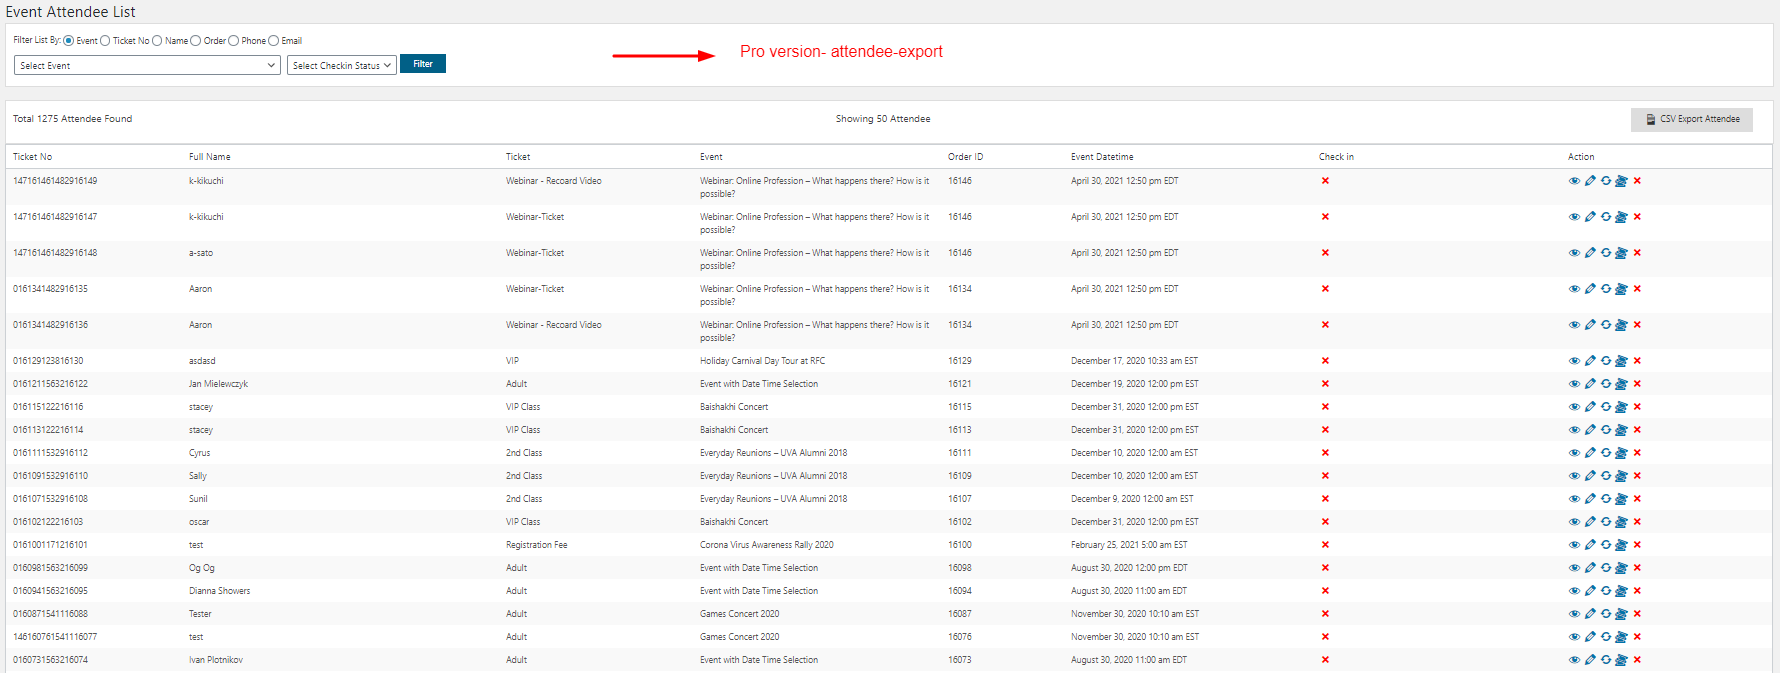 Event Attendee List
Filter List By: Event Ticket No Name Order Phone Email
Select Event Select Checkin Status Filter
Pro version- attendee-export
Total 1275 Attendee Found Showing 50 Attendee CSV Export Attendee
Ticket No Full Name Ticket Event Order ID Event Datetime Check in Action
147161461482916149 k-kikuchi Webinar - Recoard Video Webinar: Online Profession – What happens there? How is it 16146 April 30, 2021 12:50 pm EDT
possible?
147161461482916147 k-kikuchi Webinar-Ticket Webinar: Online Profession – What happens there? How is it 16146 April 30, 2021 12:50 pm EDT
possible?
147161461482916148 a-sato Webinar-Ticket Webinar: Online Profession – What happens there? How is it 16146 April 30, 2021 12:50 pm EDT
possible?
0161341482916135 Aaron Webinar-Ticket Webinar: Online Profession – What happens there? How is it 16134 April 30, 2021 12:50 pm EDT
possible?
0161341482916136 Aaron Webinar - Recoard Video Webinar: Online Profession – What happens there? How is it 16134 April 30, 2021 12:50 pm EDT
possible?
016129123816130 asdasd VIP Holiday Carnival Day Tour at RFC 16129 December 17, 2020 10:33 am EST
0161211563216122 Jan Mielewczyk Adult Event with Date Time Selection 16121 December 19, 2020 12:00 pm EST
016115122216116 stacey VIP Class Baishakhi Concert 16115 December 31, 2020 12:00 pm EST
016113122216114 stacey VIP Class Baishakhi Concert 16113 December 31, 2020 12:00 pm EST
0161111532916112 Cyrus 2nd Class Everyday Reunions – UVA Alumni 2018 16111 December 10, 2020 12:00 am EST
0161091532916110 Sally 2nd Class Everyday Reunions – UVA Alumni 2018 16109 December 10, 2020 12:00 am EST
0161071532916108 Sunil 2nd Class Everyday Reunions – UVA Alumni 2018 16107 December 9, 2020 12:00 am EST
016102122216103 oscar VIP Class Baishakhi Concert 16102 December 31, 2020 12:00 pm EST
0161001171216101 test Registration Fee Corona Virus Awareness Rally 2020 16100 February 25, 2021 5:00 am EST
0160981563216099 Og Og Adult Event with Date Time Selection 16098 August 30, 2020 12:00 pm EDT
0160941563216095 Dianna Showers Adult Event with Date Time Selection 16094 August 30, 2020 11:00 am EDT
0160871541116088 Tester Adult Games Concert 2020 16087 November 30, 2020 10:10 am EST
146160761541116077 test Adult Games Concert 2020 16076 November 30, 2020 10:10 am EST
0160731563216074 Ivan Plotnikov Adult Event with Date Time Selection 16073 August 30, 2020 11:00 am EDT